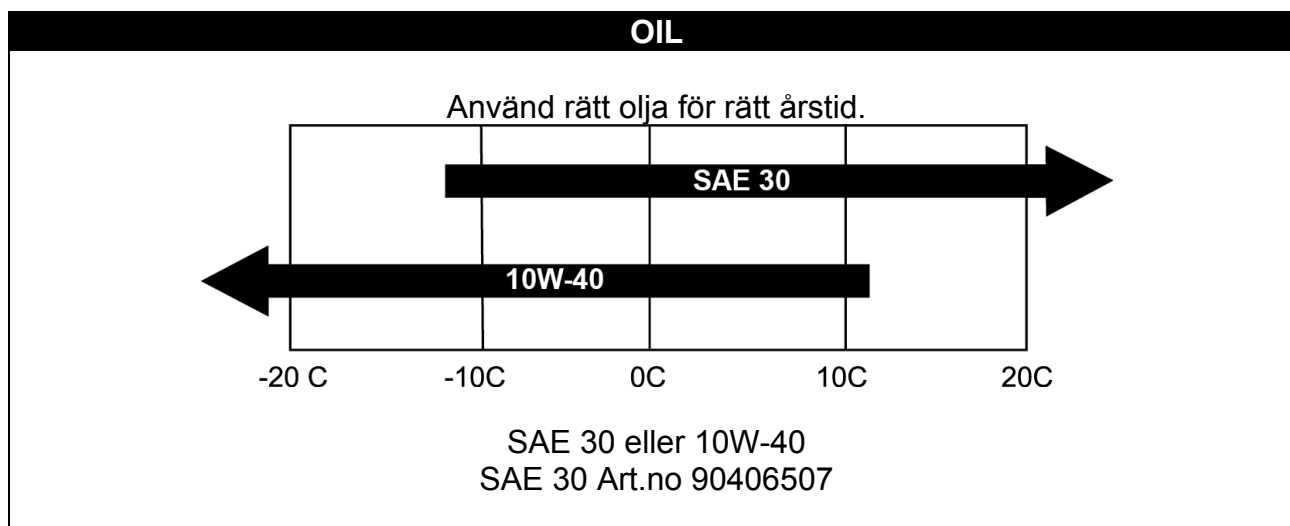 OIL
Använd rätt olja för rätt årstid.
SAE 30
10W-40
-20 C -10C 0C 10C 20C
SAE 30 eller 10W-40
SAE 30 Art.no 90406507